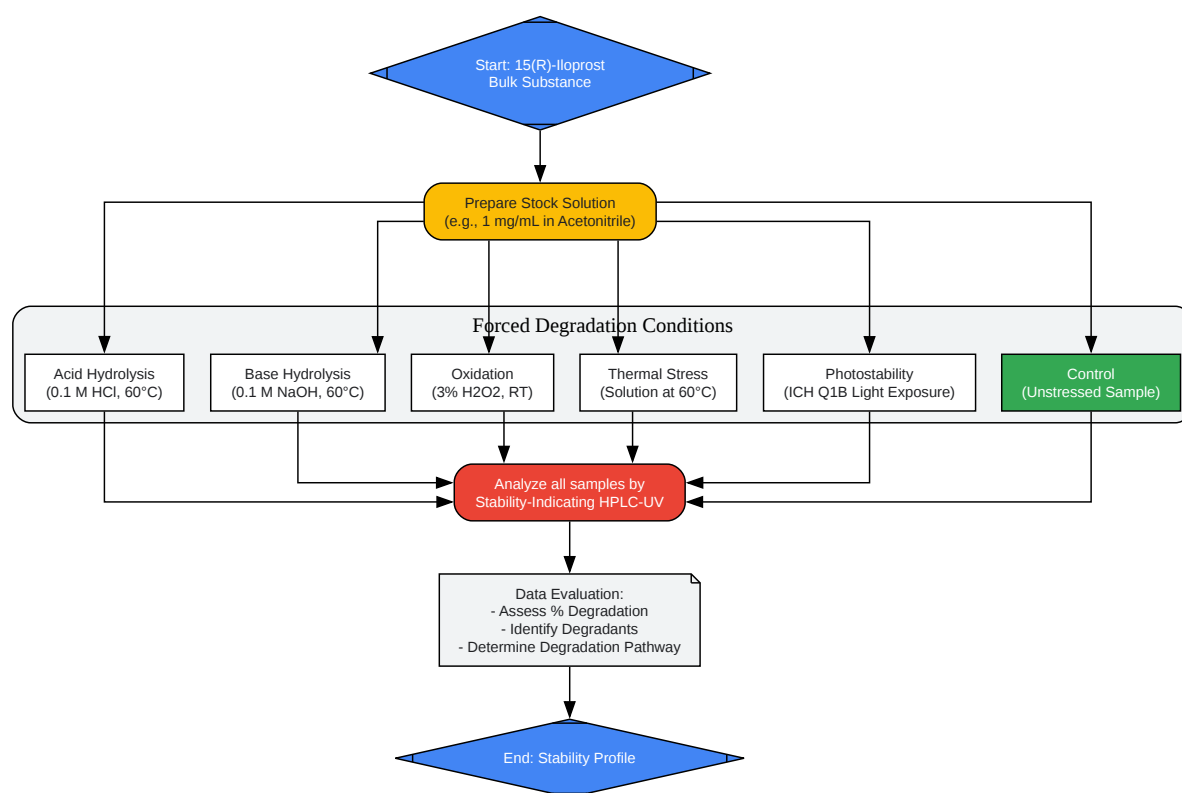 Start: 15(R)-Iloprost
Bulk Substance
Prepare Stock Solution
(e.g., 1 mg/mL in Acetonitrile)
Forced Degradation Conditions
Acid Hydrolysis
(0.1 M HCl, 60°C)
Base Hydrolysis
(0.1 M NaOH, 60°C)
Oxidation
(3% H2O2, RT)
Thermal Stress
(Solution at 60°C)
Photostability
(ICH Q1B Light Exposure)
Control
(Unstressed Sample)
Analyze all samples by
Stability-Indicating HPLC-UV
Data Evaluation:
- Assess % Degradation
- Identify Degradants
- Determine Degradation Pathway
End: Stability Profile